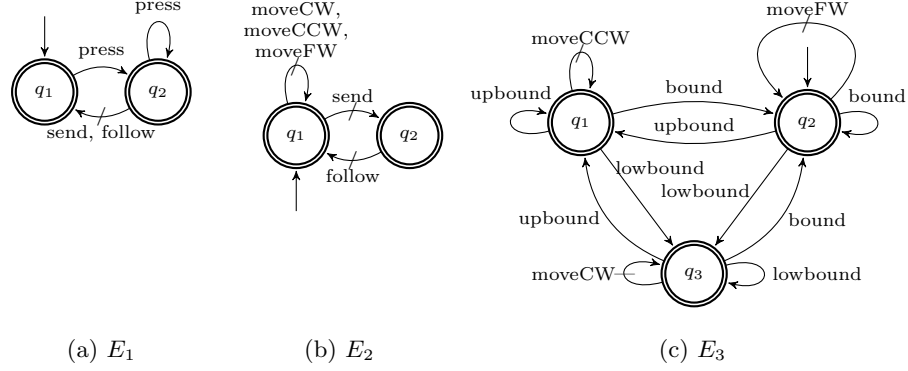 press
press
q1
q2
send, follow
(a) E1
moveCW,
moveCCW,
moveFW
send
q1
q2
follow
(b) E2
moveFW
moveCCW
upbound
bound
bound
q1
q2
upbound
lowbound
lowbound
upbound
bound
moveCW
q3
lowbound
(c) E3